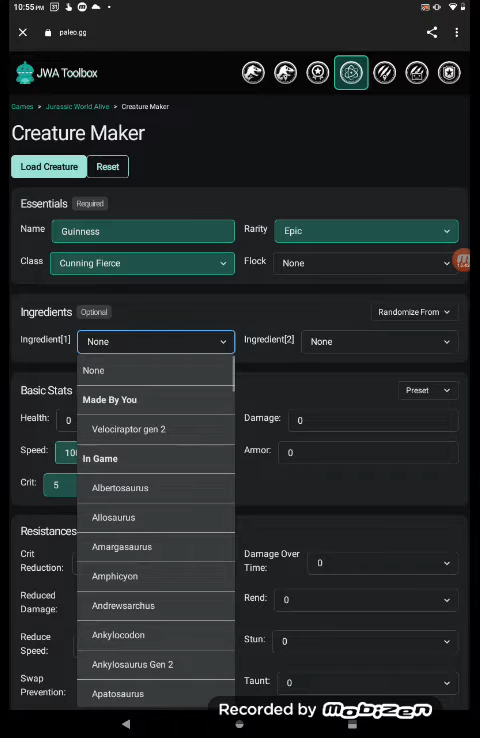 10:55 PM 31
paleo.gg
JWA Toolbox
Games > Jurassic World Alive > Creature Maker
Creature Maker
Load Creature Reset
Essentials Required
Name Guinness Rarity Epic
Class Cunning Fierce Flock None
Ingredients Optional Randomize From
Ingredient[1] None Ingredient[2] None
None
Basic Stats Preset
Made By You
Health: 0 Damage: 0
Velociraptor gen 2
Speed: Armor: 0
In Game
Crit: 5
Albertosaurus
Allosaurus
Resistances
Amargasaurus
Crit Reduction: Damage Over Time: 0
Amphicyon
Reduced Damage: Rend: 0
Andrewsarchus
Ankylocodon
Reduce Speed: Stun: 0
Ankylosaurus Gen 2
Swap Prevention: Taunt: 0
Apatosaurus
Recorded by Mobizen